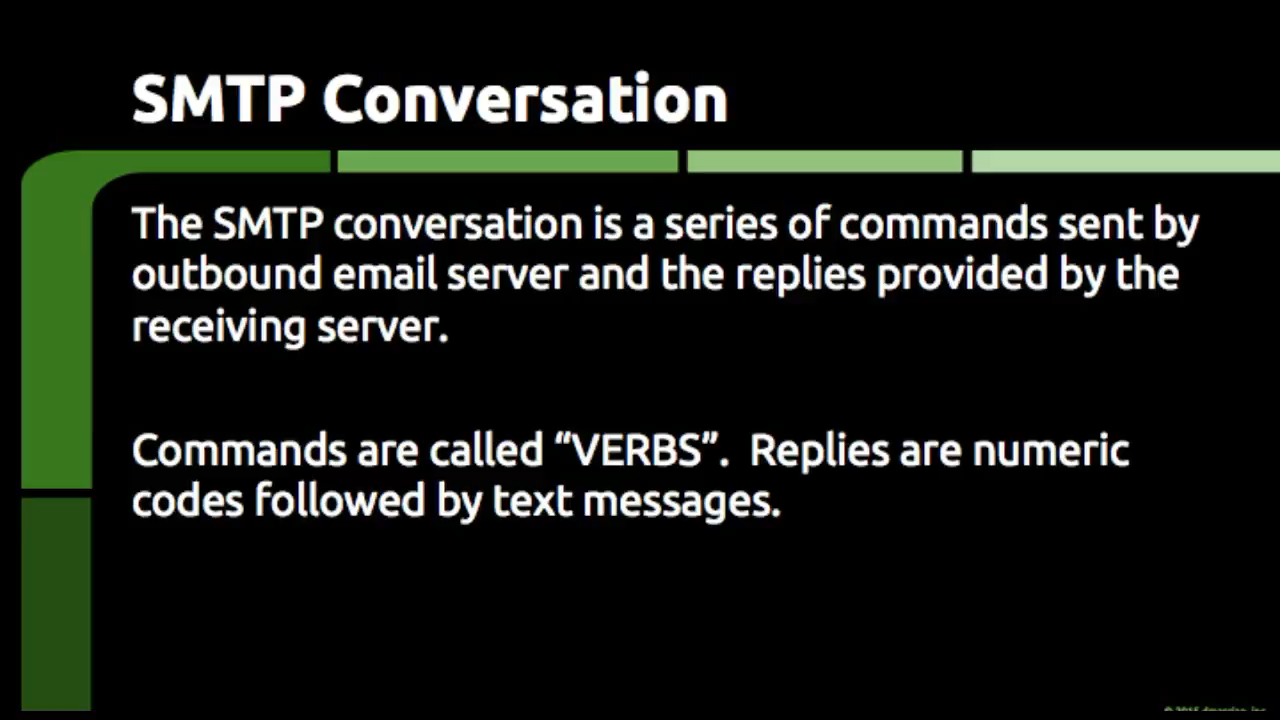 SMTP Conversation
The SMTP conversation is a series of commands sent by
outbound email server and the replies provided by the
receiving server.
Commands are called “VERBS”.  Replies are numeric
codes followed by text messages.